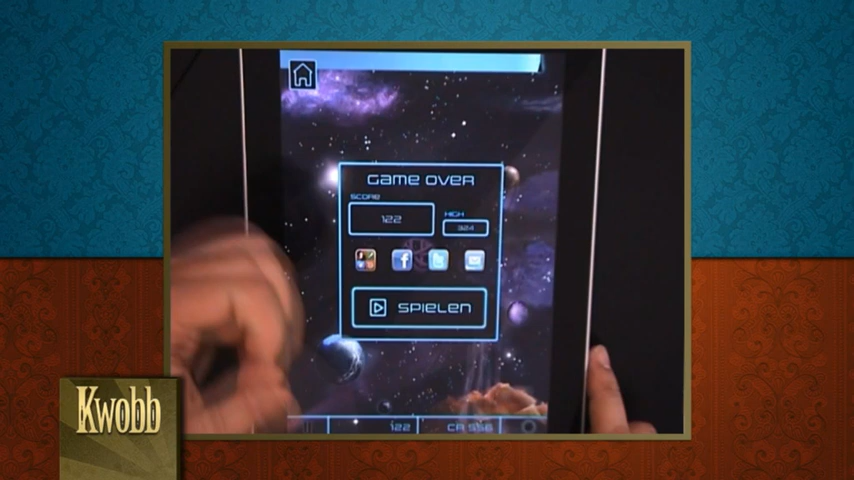 GAME OVER
SCORE
122
HIGH
324
SPIELEN
122
Kwobb